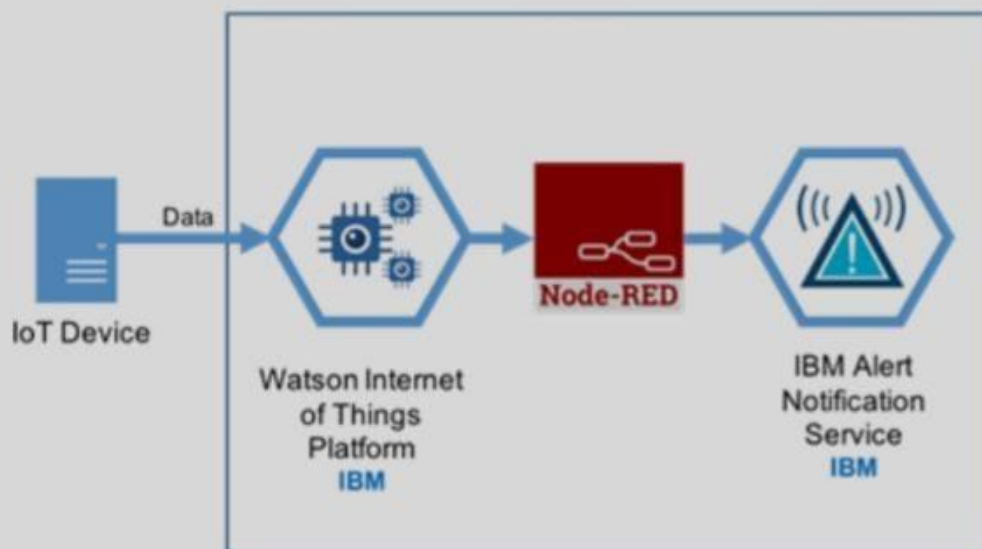 Data
IoT Device
Watson Internet
of Things
Platform
IBM
Node-RED
IBM Alert
Notification
Service
IBM